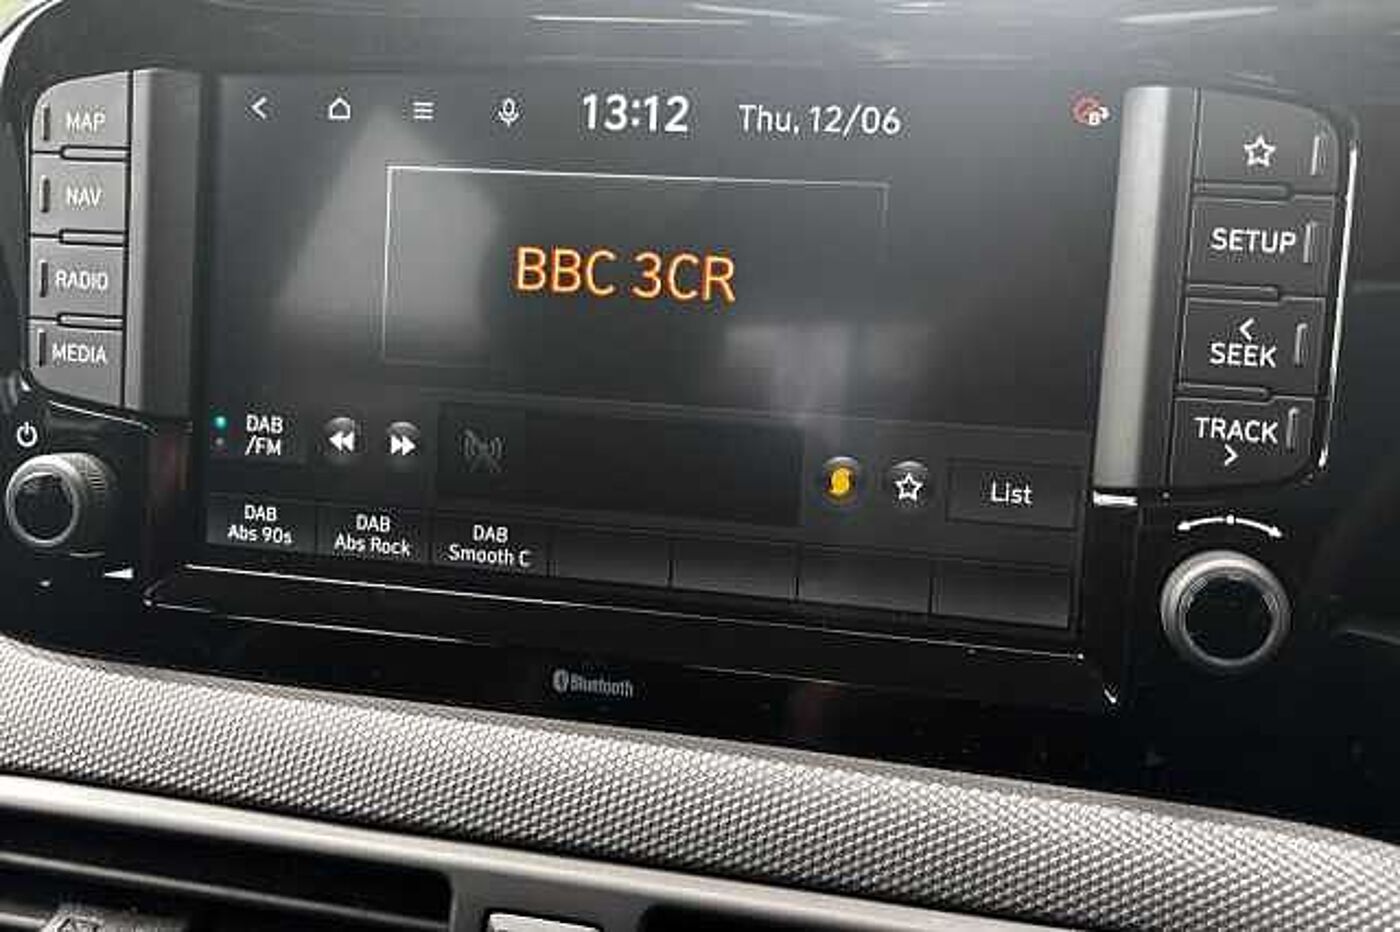 MAP
NAV
RADIO
MEDIA
13:12 Thu, 12/06
BBC 3CR
DAB
/FM
List
DAB
Abs 90s
DAB
Abs Rock
DAB
Smooth C
SETUP
SEEK
TRACK
Bluetooth